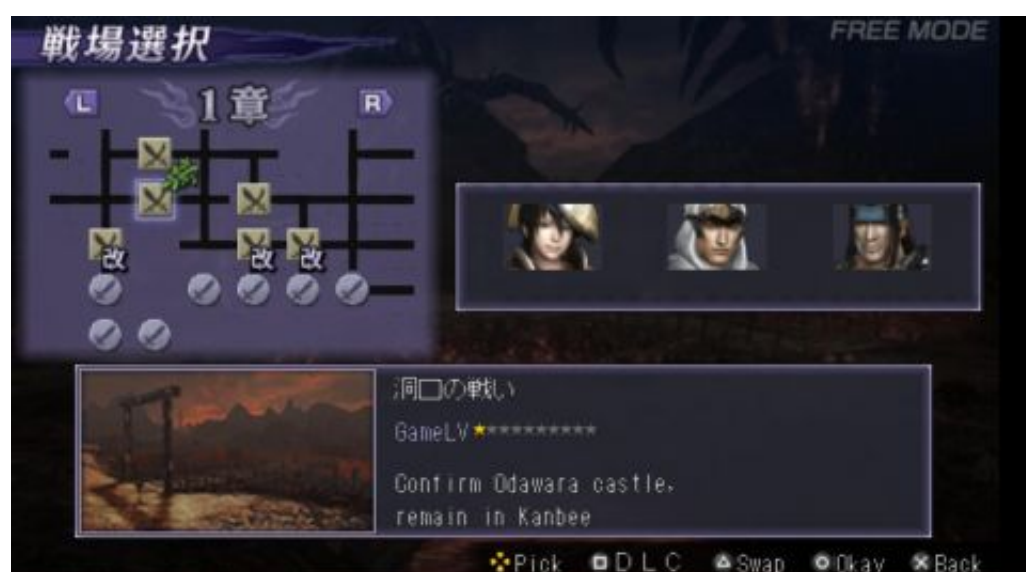 戦場選択
FREE MODE
L 1章 R
改 改 改
洞口の戦い
GameLV
Confirm Odawara castle,
remain in Kanbee
Pick DLC Swap Okay Back